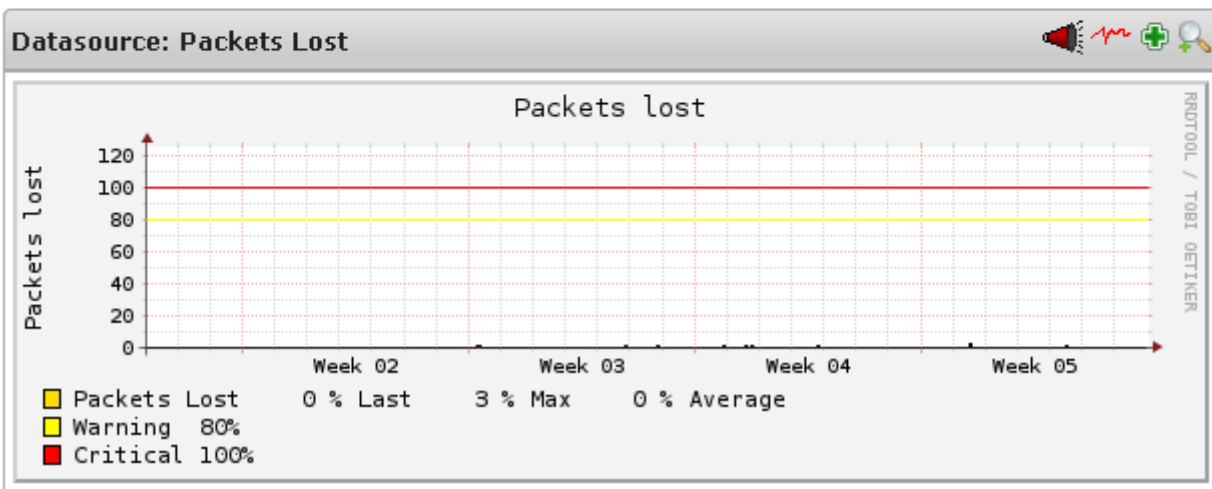 Datasource: Packets Lost
Packets lost
RRDTOOL / TOBI OETIKER
Packets lost
120
100
80
60
40
20
0
Week 02 Week 03 Week 04 Week 05
Packets Lost 0 % Last 3 % Max 0 % Average
Warning 80%
Critical 100%